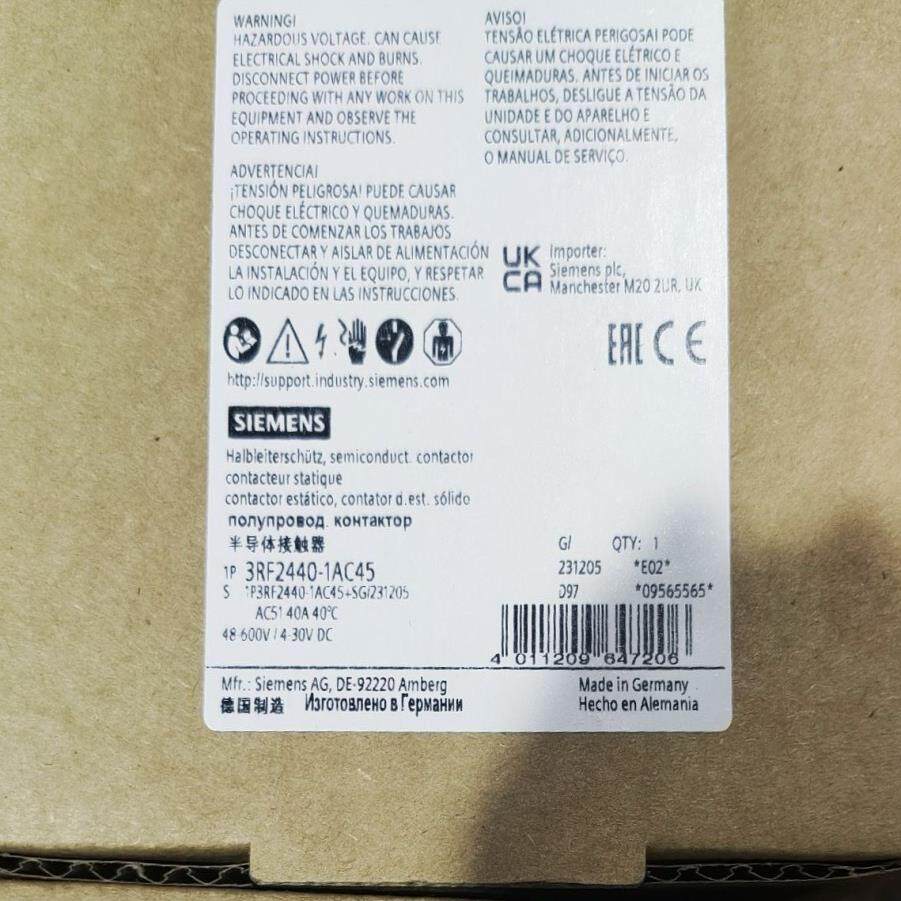 WARNING!
HAZARDOUS VOLTAGE. CAN CAUSE
ELECTRICAL SHOCK AND BURNS.
DISCONNECT POWER BEFORE
PROCEEDING WITH ANY WORK ON THIS
EQUIPMENT AND OBSERVE THE
OPERATING INSTRUCTIONS.
ADVERTENCIA!
¡TENSIÓN PELIGROSA! PUEDE CAUSAR
CHOQUE ELÉCTRICO Y QUEMADURAS.
ANTES DE COMENZAR LOS TRABAJOS
DESCONECTAR Y AISLAR DE ALIMENTACIÓN
LA INSTALACIÓN Y EL EQUIPO, Y RESPETAR
LO INDICADO EN LAS INSTRUCCIONES.
AVISO!
TENSÃO ELÉTRICA PERIGOSA! PODE
CAUSAR UM CHOQUE ELÉTRICO E
QUEIMADURAS. ANTES DE INICIAR OS
TRABALHOS, DESLIGUE A TENSÃO DA
UNIDADE E DO APARELHO E
CONSULTAR, ADICIONALMENTE,
O MANUAL DE SERVIÇO.
UK
CA
Importer:
Siemens plc,
Manchester M20 2UR, UK
EAC CE
http://support.industry.siemens.com
SIEMENS
Halbleiterschütz, semiconduct. contactor
contacteur statique
contactor estático, contator d.est. sólido
полупровод. контактор
半导体接触器
1P 3RF2440-1AC45
S 1P3RF2440-1AC45+SG/231205
AC51 40A 40°C
48-600V / 4-30V DC
G/ QTY: 1
231205 *E02*
D97 *09565565*
4 011209 647206
Mfr.: Siemens AG, DE-92220 Amberg
德国制造 Изготовлено в Германии
Made in Germany
Hecho en Alemania